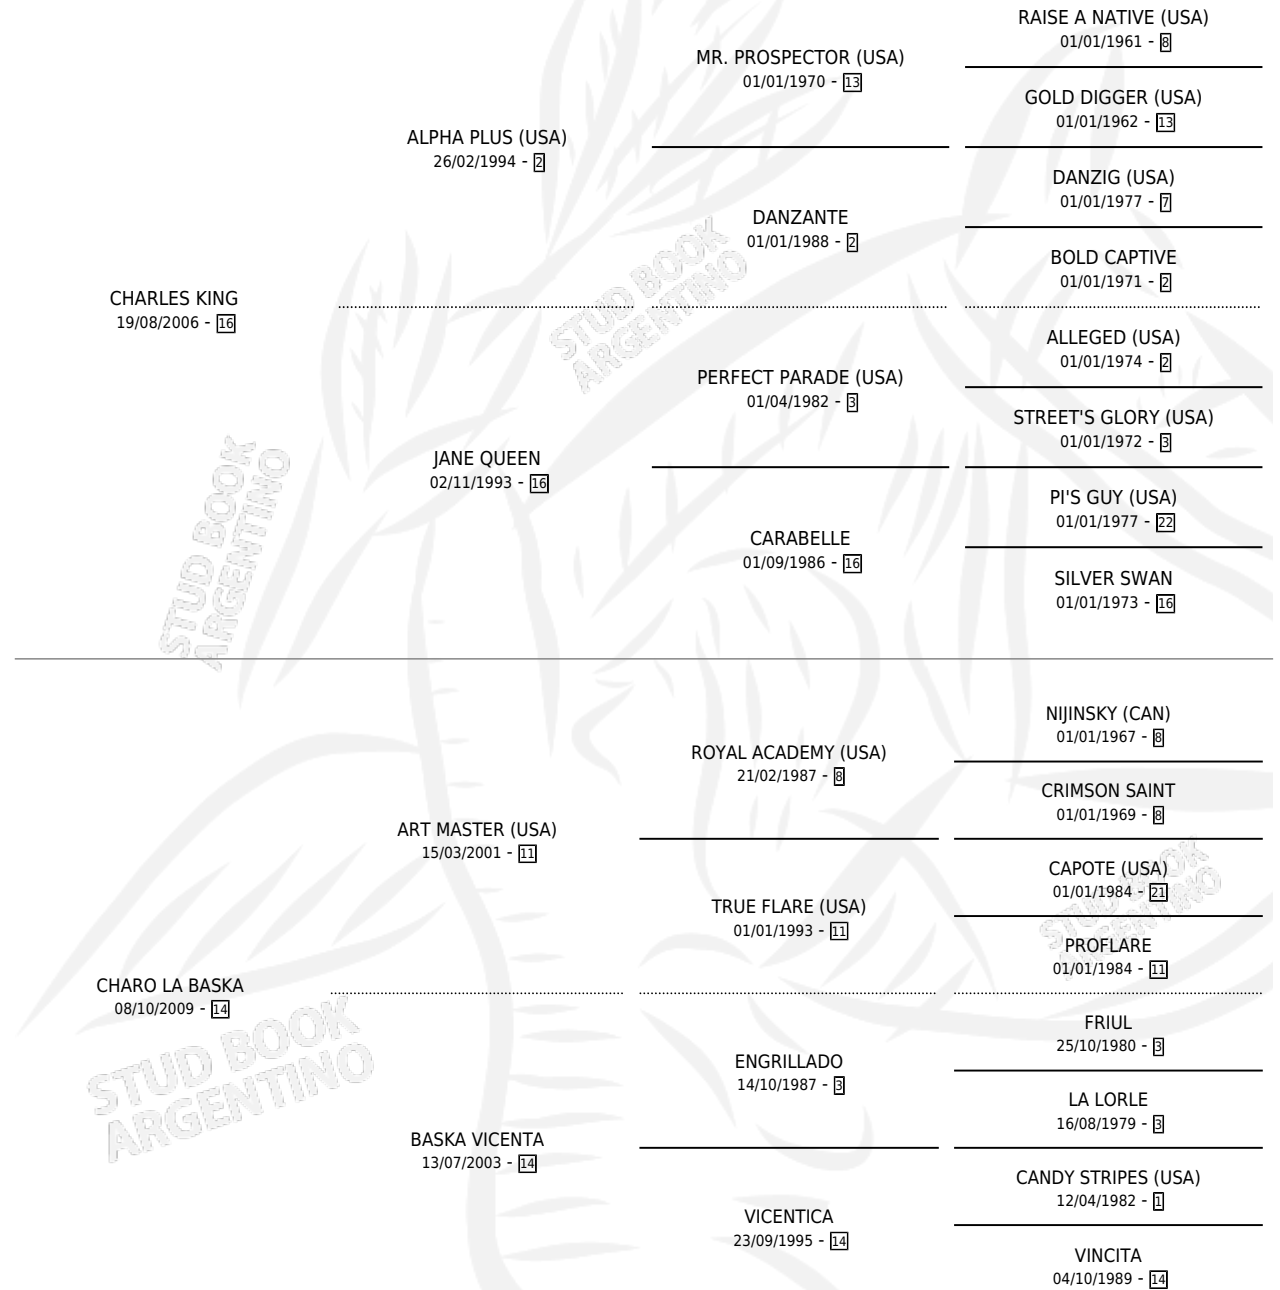 RAISE A NATIVE (USA)
01/01/1961 - 8
MR. PROSPECTOR (USA)
01/01/1970 - 13
GOLD DIGGER (USA)
01/01/1962 - 13
ALPHA PLUS (USA)
26/02/1994 - 2
DANZIG (USA)
01/01/1977 - 7
DANZANTE
01/01/1988 - 2
BOLD CAPTIVE
01/01/1971 - 2
CHARLES KING
19/08/2006 - 16
ALLEGED (USA)
01/01/1974 - 2
PERFECT PARADE (USA)
01/04/1982 - 3
STREET'S GLORY (USA)
01/01/1972 - 3
JANE QUEEN
02/11/1993 - 16
PI'S GUY (USA)
01/01/1977 - 22
CARABELLE
01/09/1986 - 16
SILVER SWAN
01/01/1973 - 16
NIJINSKY (CAN)
01/01/1967 - 8
ROYAL ACADEMY (USA)
21/02/1987 - 8
CRIMSON SAINT
01/01/1969 - 8
ART MASTER (USA)
15/03/2001 - 11
CAPOTE (USA)
01/01/1984 - 21
TRUE FLARE (USA)
01/01/1993 - 11
PROFLARE
01/01/1984 - 11
CHARO LA BASKA
08/10/2009 - 14
FRIUL
25/10/1980 - 3
ENGRILLADO
14/10/1987 - 3
LA LORLE
16/08/1979 - 3
BASKA VICENTA
13/07/2003 - 14
CANDY STRIPES (USA)
12/04/1982 - 1
VICENTICA
23/09/1995 - 14
VINCITA
04/10/1989 - 14
STUD BOOK
ARGENTINO
STUD BOOK
ARGENTINO
STUD BOOK
ARGENTINO
STUD BOOK
ARGENTINO